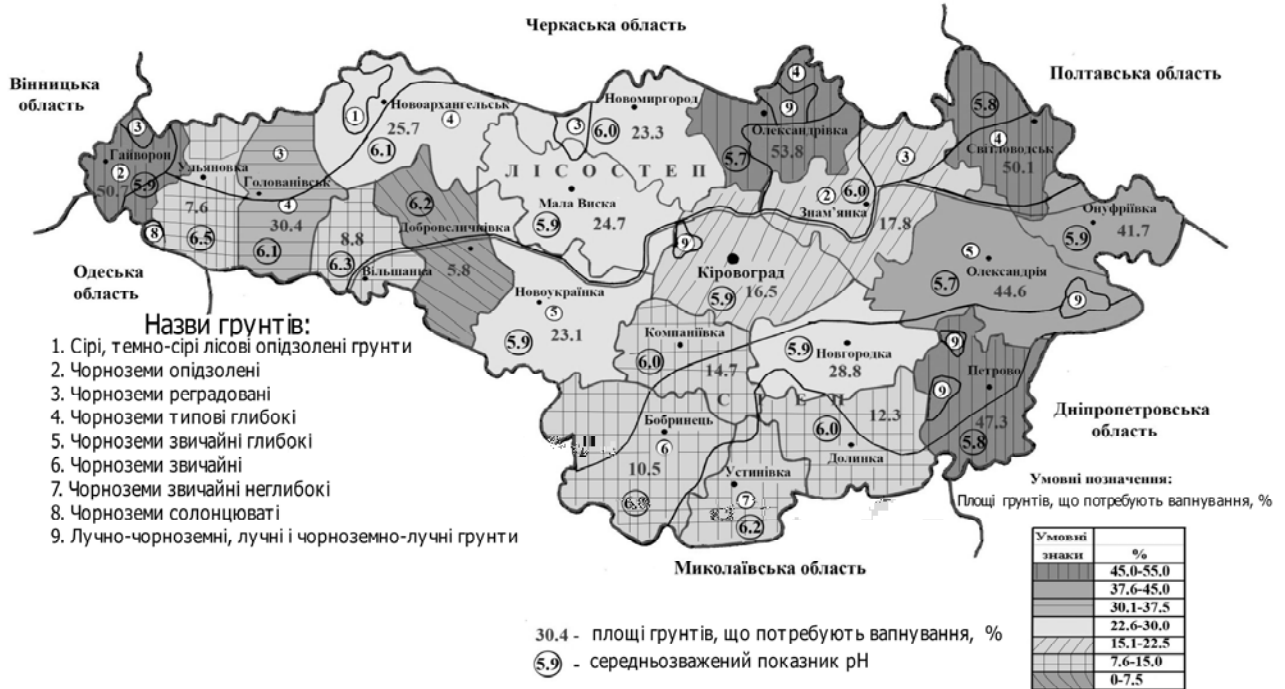 Черкаська область
Вінницька
область
Полтавська область
Новоархангельськ
25.7
4
1
6.1
Новомиргород
3
6.0
23.3
4
9
Олександрівка
53.8
5.7
5.8
4
Світловодськ
50.1
3
Гайворон
2
50.7
5.9
Ульяновка
7.6
6.5
8
3
Голованівськ
4
30.4
6.1
ЛІСОСТЕП
Мала Виска
5.9
24.7
3
2
6.0
Знам'янка
17.8
6.2
Добровеличківка
5.8
8.8
6.3
Вільшанка
9
Кіровоград
5.9
16.5
Онуфріївка
5.9
41.7
5
Олександрія
5.7
44.6
9
Одеська
область
Новоукраїнка
5
23.1
5.9
Компаніївка
6.0
14.7
5.9
Новгородка
28.8
9
Петрово
9
47.3
5.8
СТЕП
12.3
6.0
Долинка
Бобринець
6
10.5
Устинівка
7
6.2
Дніпропетровська
область
Миколаївська область
Назви грунтів:
1. Сірі, темно-сірі лісові опідзолені грунти
2. Чорноземи опідзолені
3. Чорноземи реградовані
4. Чорноземи типові глибокі
5. Чорноземи звичайні глибокі
6. Чорноземи звичайні
7. Чорноземи звичайні неглибокі
8. Чорноземи солонцюваті
9. Лучно-чорноземні, лучні і чорноземно-лучні грунти
30.4 - площі грунтів, що потребують вапнування, %
5.9 - середньозважений показник рН
Умовні позначення:
Площі грунтів, що потребують вапнування, %
Умовні
знаки %
45.0-55.0
37.6-45.0
30.1-37.5
22.6-30.0
15.1-22.5
7.6-15.0
0-7.5